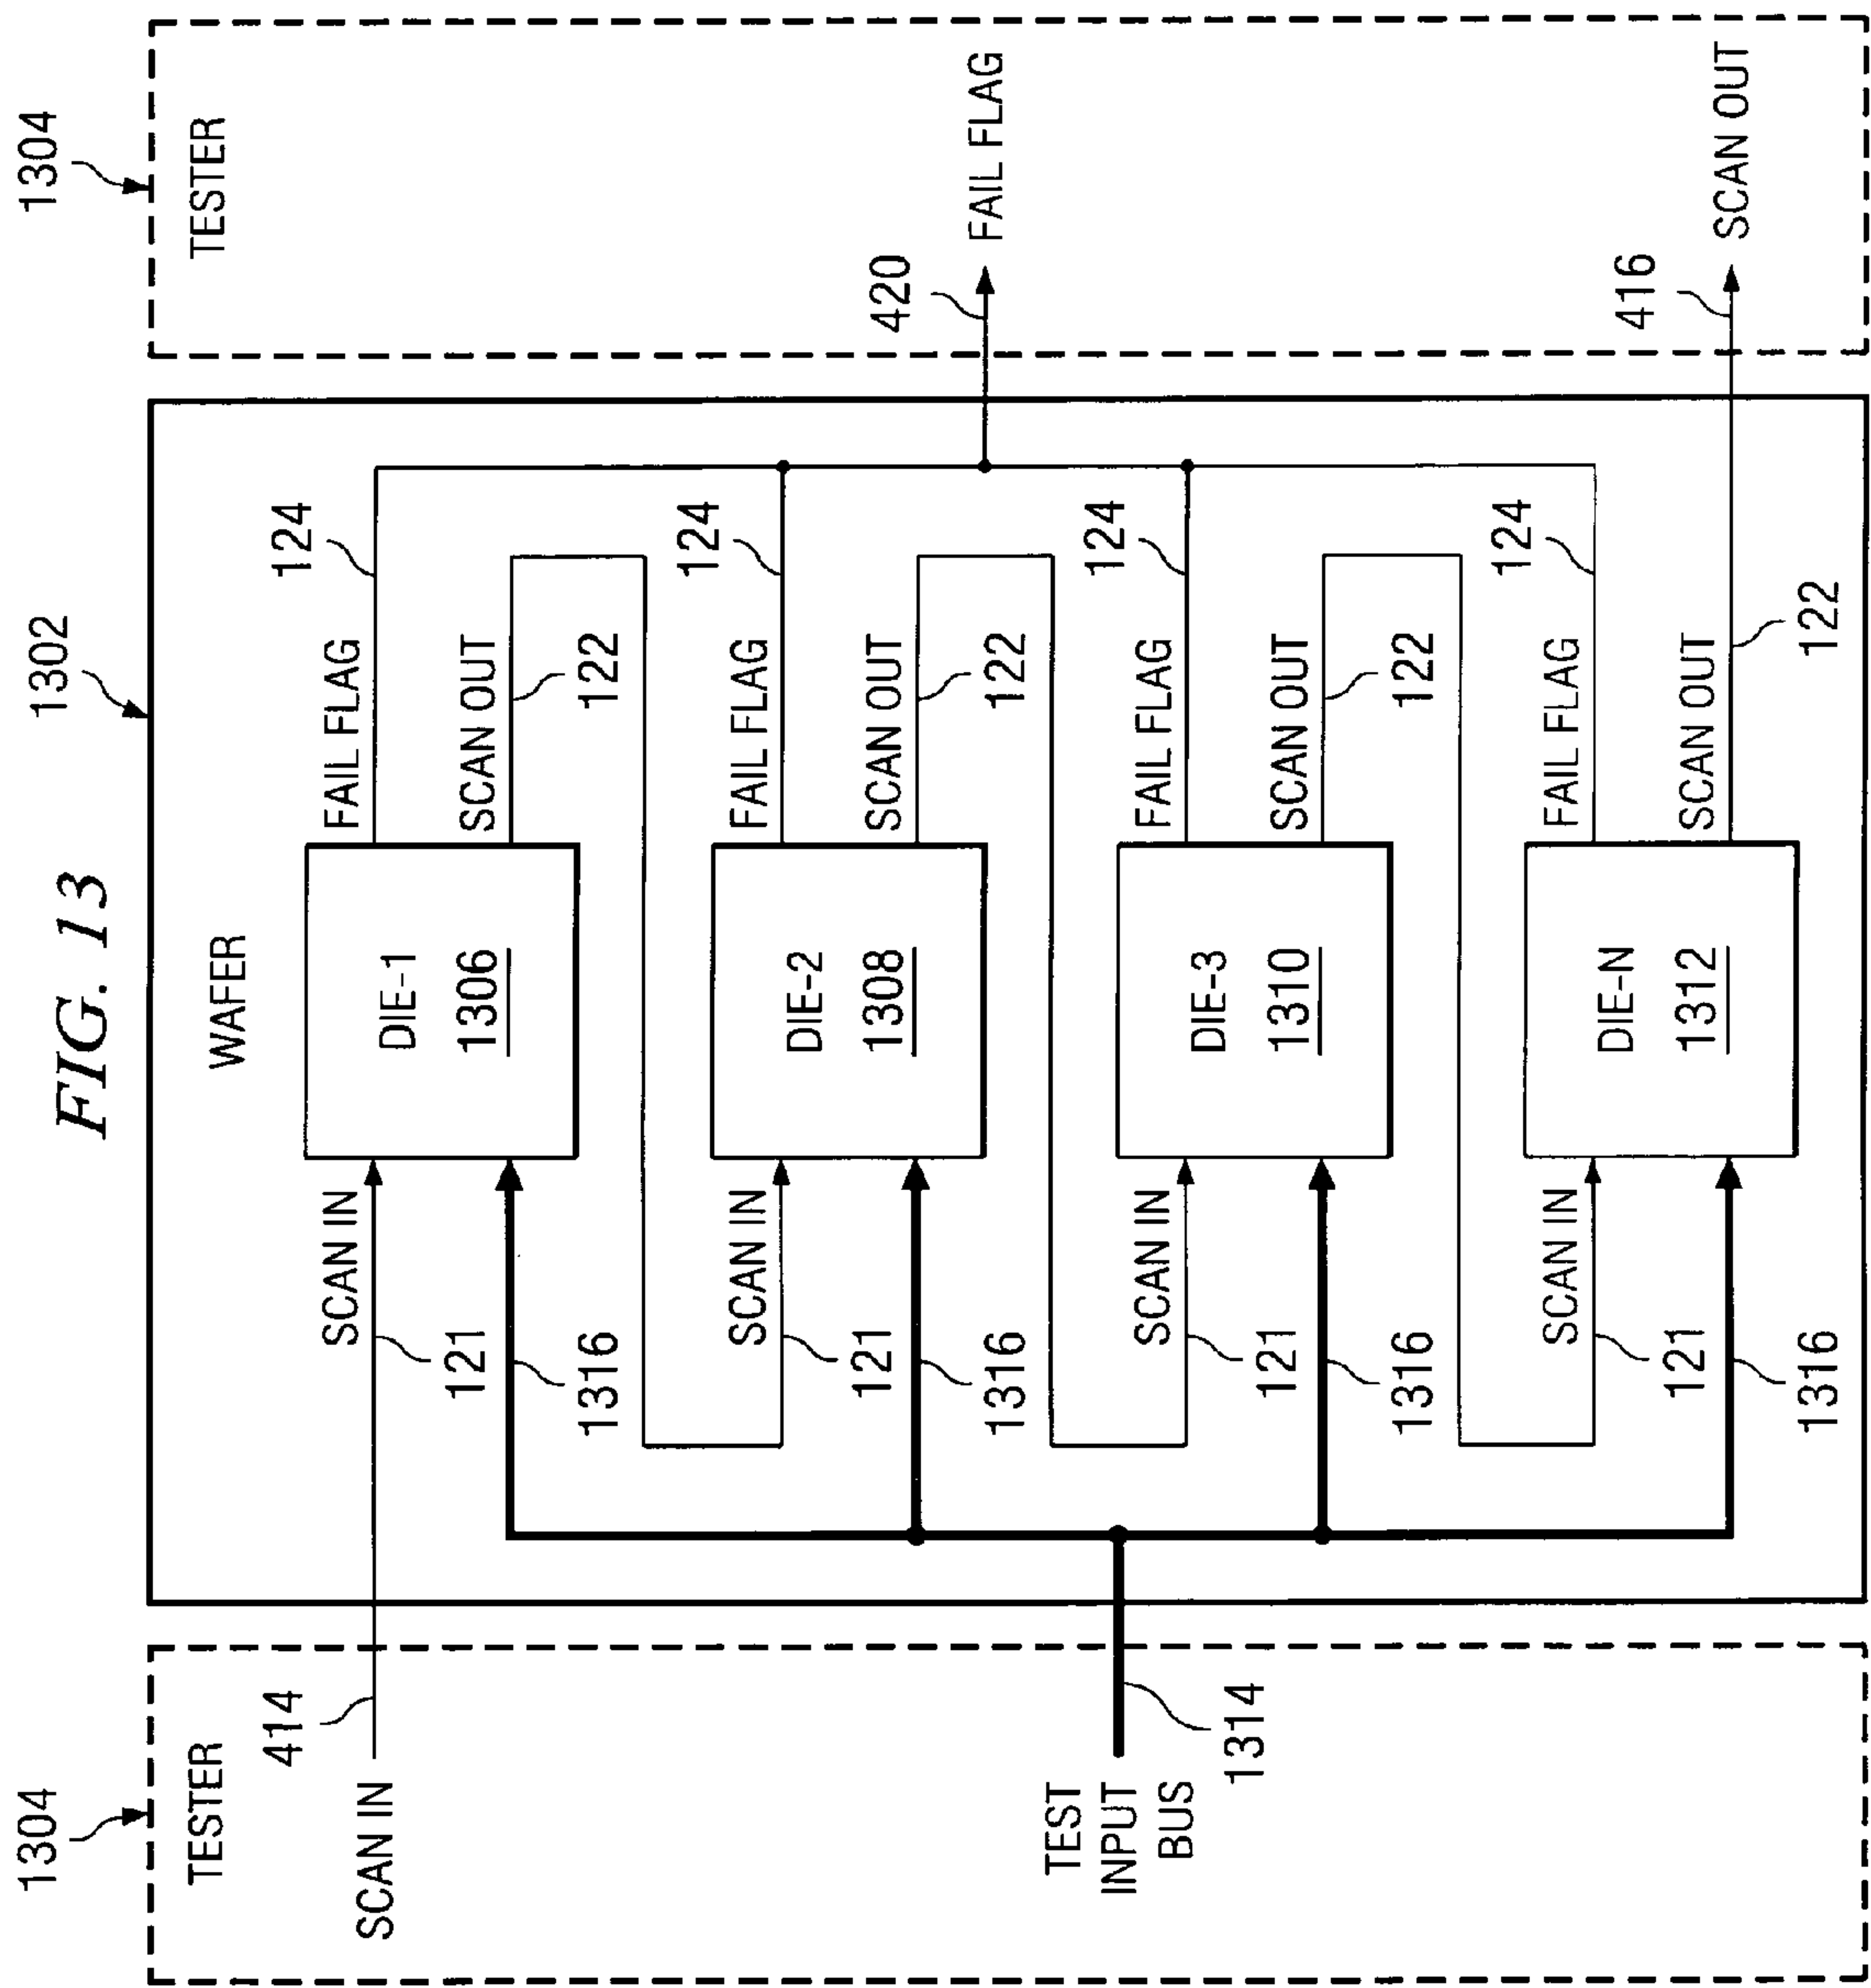 FIG. 13
1304
1302
1304
TESTER
WAFER
TESTER
SCAN IN
414
SCAN IN
121
1316
DIE-1
1306
FAIL FLAG
124
SCAN OUT
122
SCAN IN
121
1316
DIE-2
1308
FAIL FLAG
124
SCAN OUT
122
420
FAIL FLAG
TEST
INPUT
BUS
1314
SCAN IN
121
1316
DIE-3
1310
FAIL FLAG
124
SCAN OUT
122
SCAN IN
121
1316
DIE-N
1312
FAIL FLAG
124
SCAN OUT
122
416
SCAN OUT